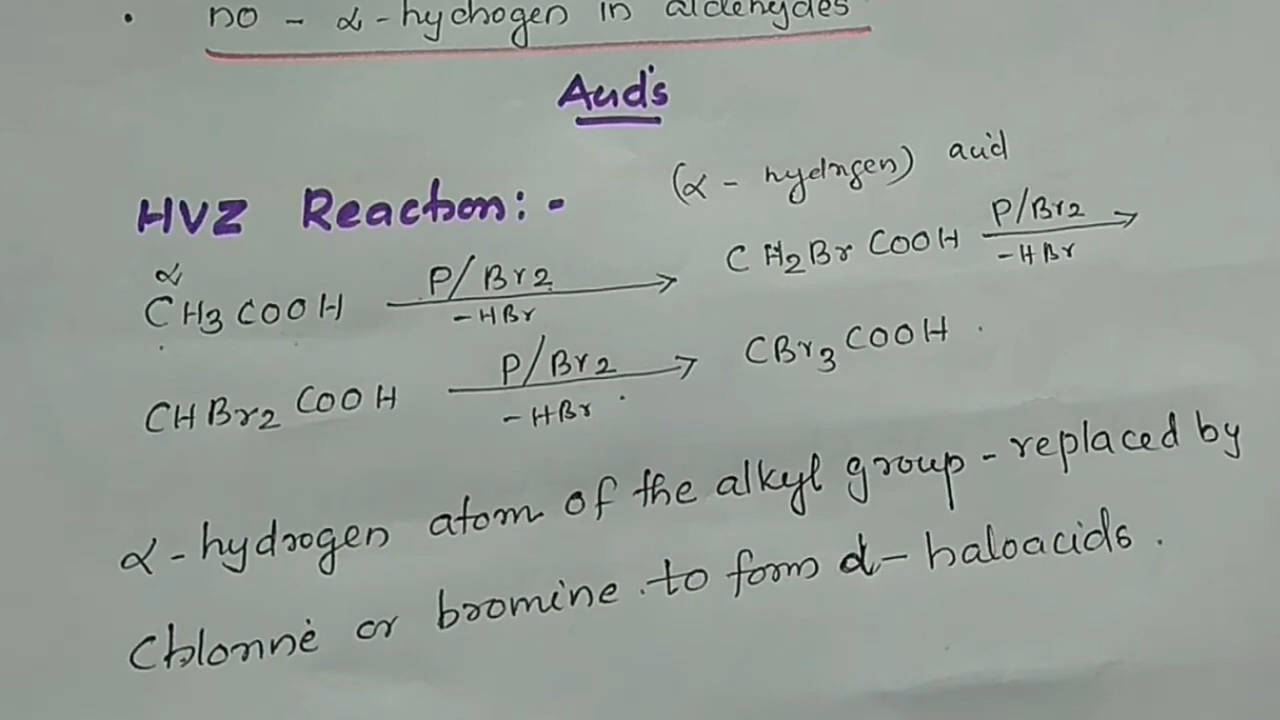 • no - α-hydrogen in aldehydes
Acids
HVZ Reaction:- (α - hydrogen) acid
α
CH3COOH P/Br2 -HBr → CH2BrCOOH P/Br2 -HBr →
CHBr2COOH P/Br2 -HBr → CBr3COOH.
α-hydrogen atom of the alkyl group - replaced by
Chlorine or bromine to form α- haloacids.